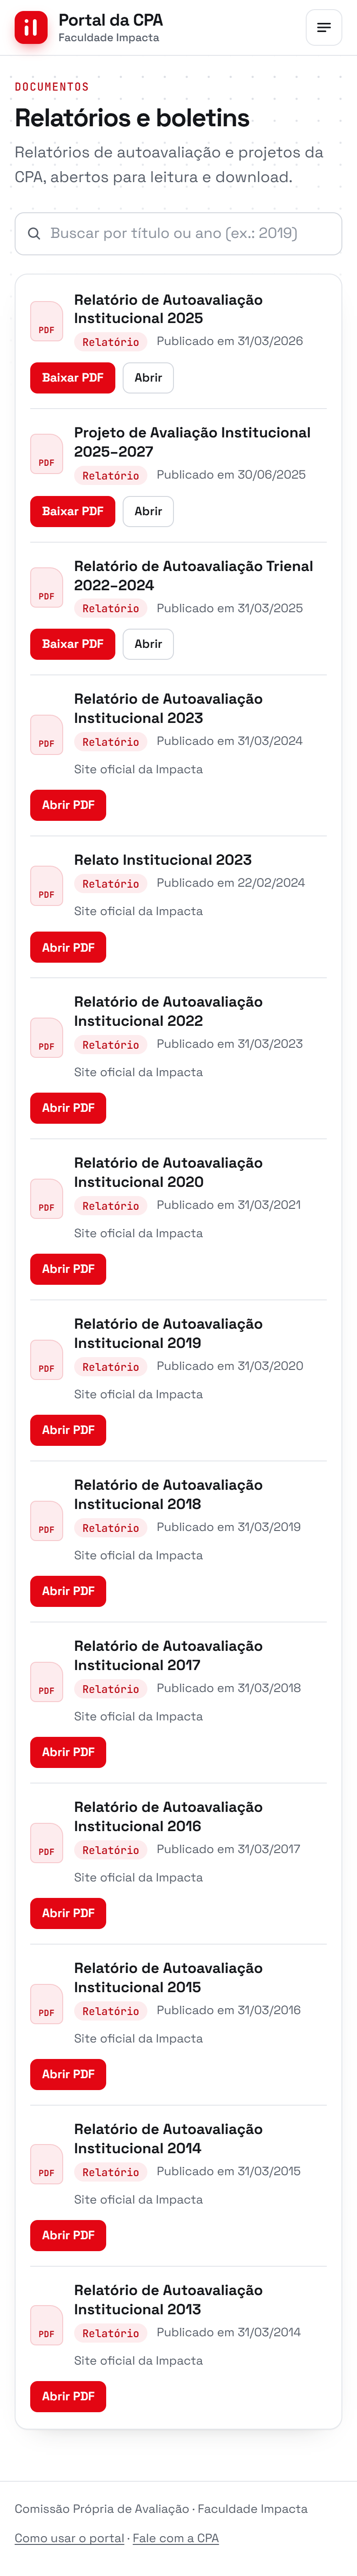 Portal da CPA
Faculdade Impacta
DOCUMENTOS
Relatórios e boletins
Relatórios de autoavaliação e projetos da
CPA, abertos para leitura e download.
Buscar por título ou ano (ex.: 2019)
Relatório de Autoavaliação
Institucional 2025
PDF
Relatório Publicado em 31/03/2026
Baixar PDF Abrir
Projeto de Avaliação Institucional
2025–2027
PDF
Relatório Publicado em 30/06/2025
Baixar PDF Abrir
Relatório de Autoavaliação Trienal
2022–2024
PDF
Relatório Publicado em 31/03/2025
Baixar PDF Abrir
Relatório de Autoavaliação
Institucional 2023
PDF
Relatório Publicado em 31/03/2024
Site oficial da Impacta
Abrir PDF
Relato Institucional 2023
PDF
Relatório Publicado em 22/02/2024
Site oficial da Impacta
Abrir PDF
Relatório de Autoavaliação
Institucional 2022
PDF
Relatório Publicado em 31/03/2023
Site oficial da Impacta
Abrir PDF
Relatório de Autoavaliação
Institucional 2020
PDF
Relatório Publicado em 31/03/2021
Site oficial da Impacta
Abrir PDF
Relatório de Autoavaliação
Institucional 2019
PDF
Relatório Publicado em 31/03/2020
Site oficial da Impacta
Abrir PDF
Relatório de Autoavaliação
Institucional 2018
PDF
Relatório Publicado em 31/03/2019
Site oficial da Impacta
Abrir PDF
Relatório de Autoavaliação
Institucional 2017
PDF
Relatório Publicado em 31/03/2018
Site oficial da Impacta
Abrir PDF
Relatório de Autoavaliação
Institucional 2016
PDF
Relatório Publicado em 31/03/2017
Site oficial da Impacta
Abrir PDF
Relatório de Autoavaliação
Institucional 2015
PDF
Relatório Publicado em 31/03/2016
Site oficial da Impacta
Abrir PDF
Relatório de Autoavaliação
Institucional 2014
PDF
Relatório Publicado em 31/03/2015
Site oficial da Impacta
Abrir PDF
Relatório de Autoavaliação
Institucional 2013
PDF
Relatório Publicado em 31/03/2014
Site oficial da Impacta
Abrir PDF
Comissão Própria de Avaliação · Faculdade Impacta
Como usar o portal · Fale com a CPA